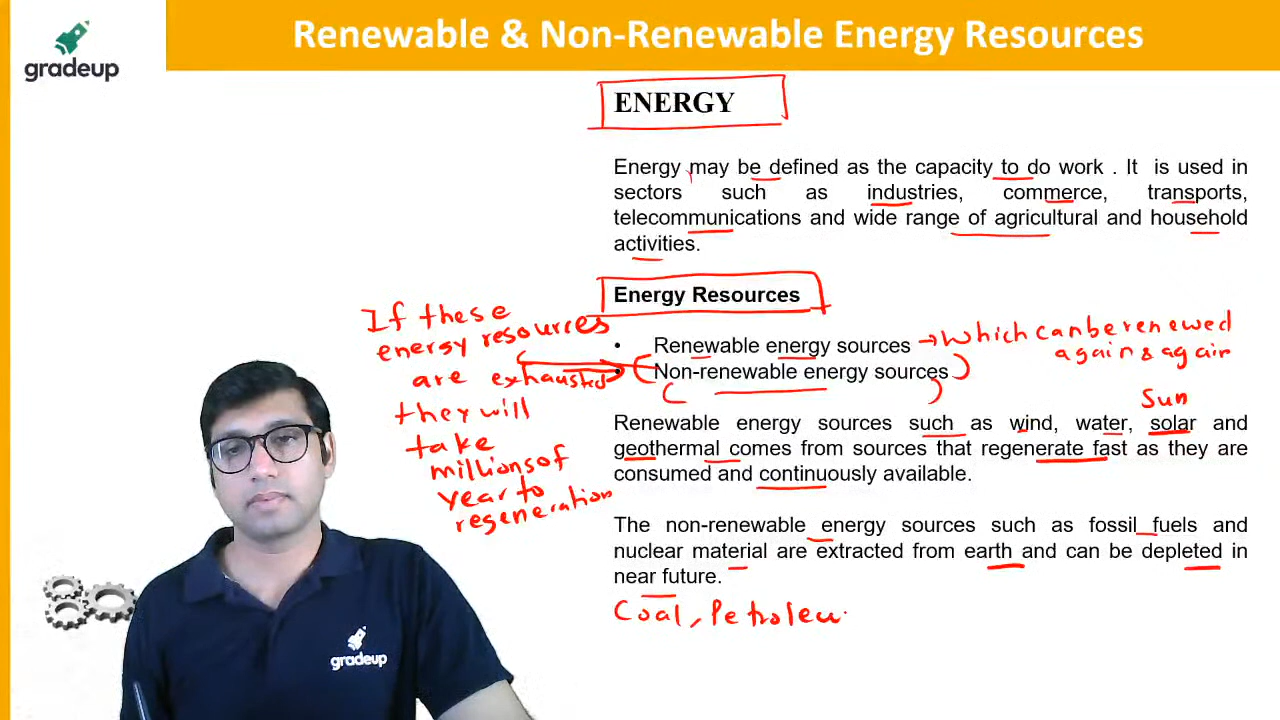 Renewable & Non-Renewable Energy Resources
gradeup
ENERGY
Energy may be defined as the capacity to do work . It is used in
sectors such as industries, commerce, transports,
telecommunications and wide range of agricultural and household
activities.
Energy Resources
• Renewable energy sources → Which can be renewed
again & again
• Non-renewable energy sources
If these
energy resources
are exhausted
they will
take
millions of
year to
regeneration
Sun
Renewable energy sources such as wind, water, solar and
geothermal comes from sources that regenerate fast as they are
consumed and continuously available.
The non-renewable energy sources such as fossil fuels and
nuclear material are extracted from earth and can be depleted in
near future.
Coal, Petroleu
gradeup